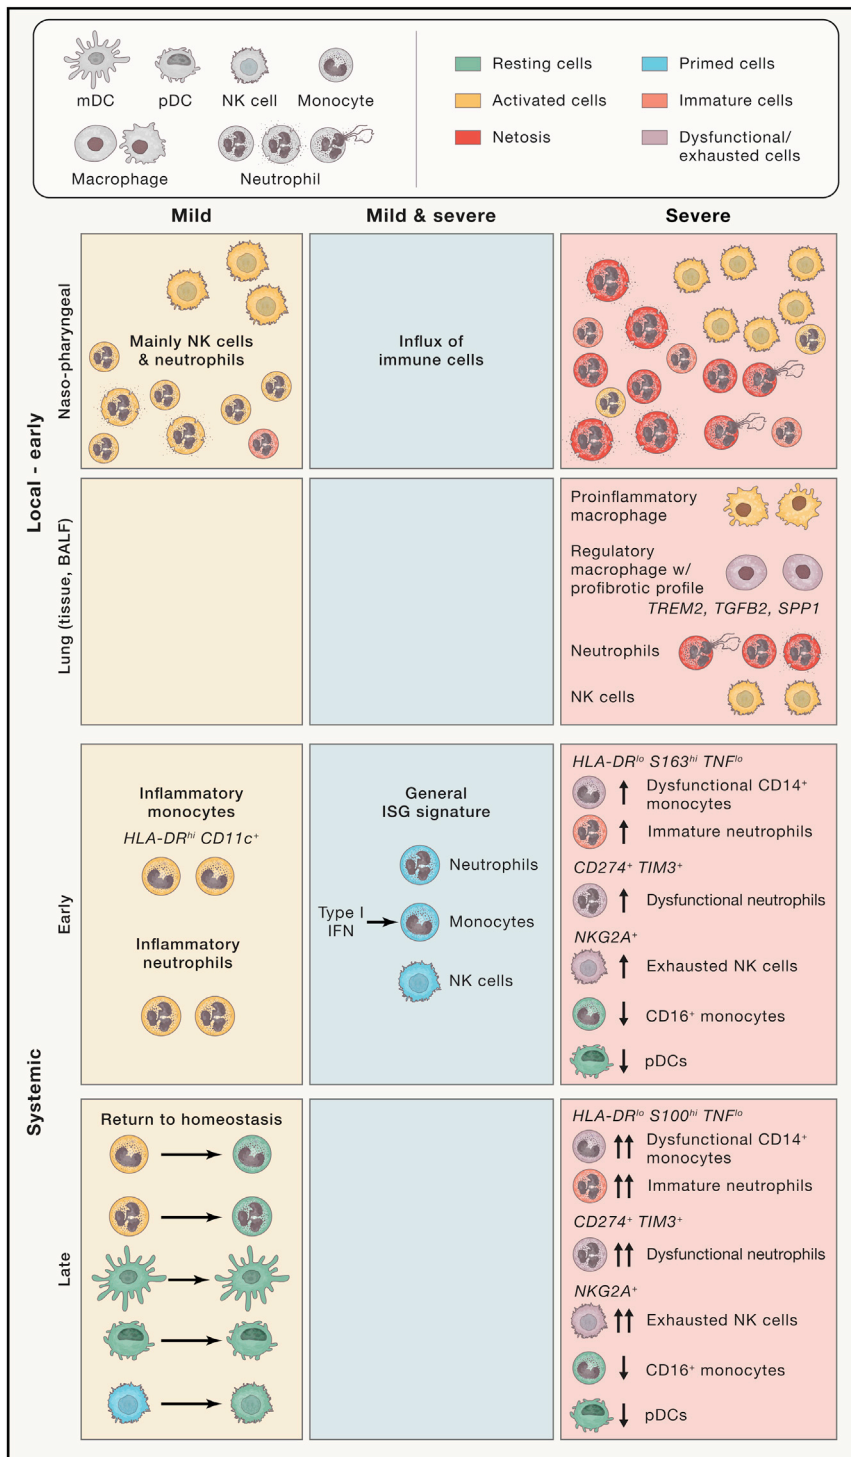 mDC
pDC
NK cell
Monocyte
Macrophage
Neutrophil
Resting cells
Primed cells
Activated cells
Immature cells
Netosis
Dysfunctional/
exhausted cells
Mild
Mild & severe
Severe
Local - early
Naso-pharyngeal
Mainly NK cells
& neutrophils
Influx of
immune cells
Lung (tissue, BALF)
Proinflammatory
macrophage
Regulatory
macrophage w/
profibrotic profile
TREM2, TGFB2, SPP1
Neutrophils
NK cells
Systemic
Early
Inflammatory
monocytes
HLA-DRʰⁱ CD11c⁺
Inflammatory
neutrophils
General
ISG signature
Neutrophils
Type I
IFN
Monocytes
NK cells
HLA-DRˡᵒ S163ʰⁱ TNFˡᵒ
Dysfunctional CD14⁺
monocytes
Immature neutrophils
CD274⁺ TIM3⁺
Dysfunctional neutrophils
NKG2A⁺
Exhausted NK cells
CD16⁺ monocytes
pDCs
Late
Return to homeostasis
HLA-DRˡᵒ S100ʰⁱ TNFˡᵒ
Dysfunctional CD14⁺
monocytes
Immature neutrophils
CD274⁺ TIM3⁺
Dysfunctional neutrophils
NKG2A⁺
Exhausted NK cells
CD16⁺ monocytes
pDCs